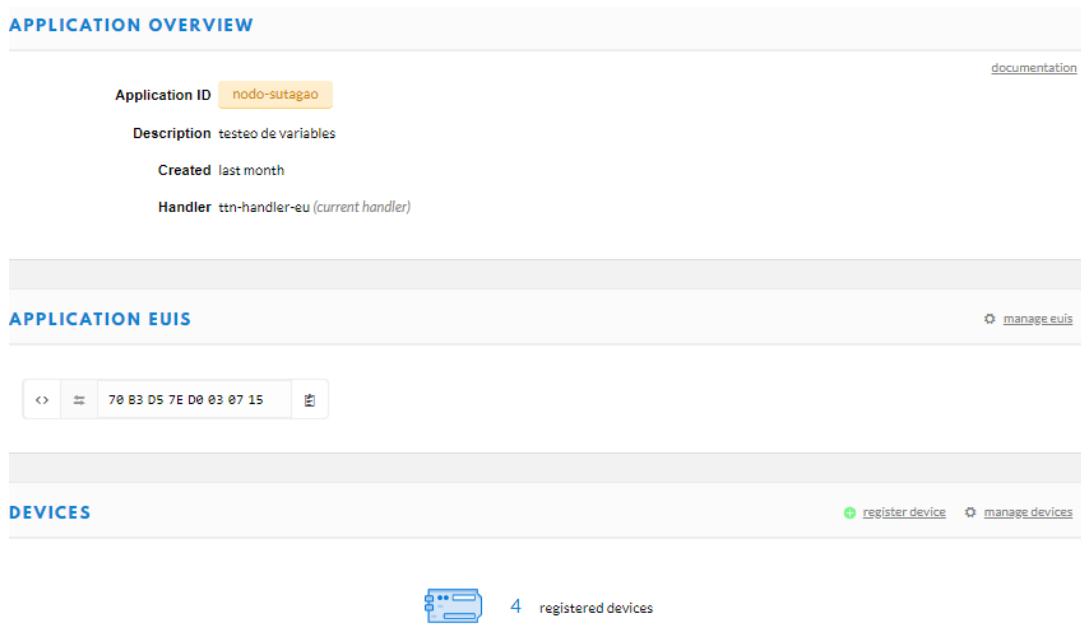 APPLICATION OVERVIEW
documentation
Application ID nodo-sutagao
Description testeo de variables
Created last month
Handler ttn-handler-eu (current handler)
APPLICATION EUIS
manage euis
<> 70 B3 D5 7E D0 03 07 15
DEVICES
register device manage devices
4 registered devices